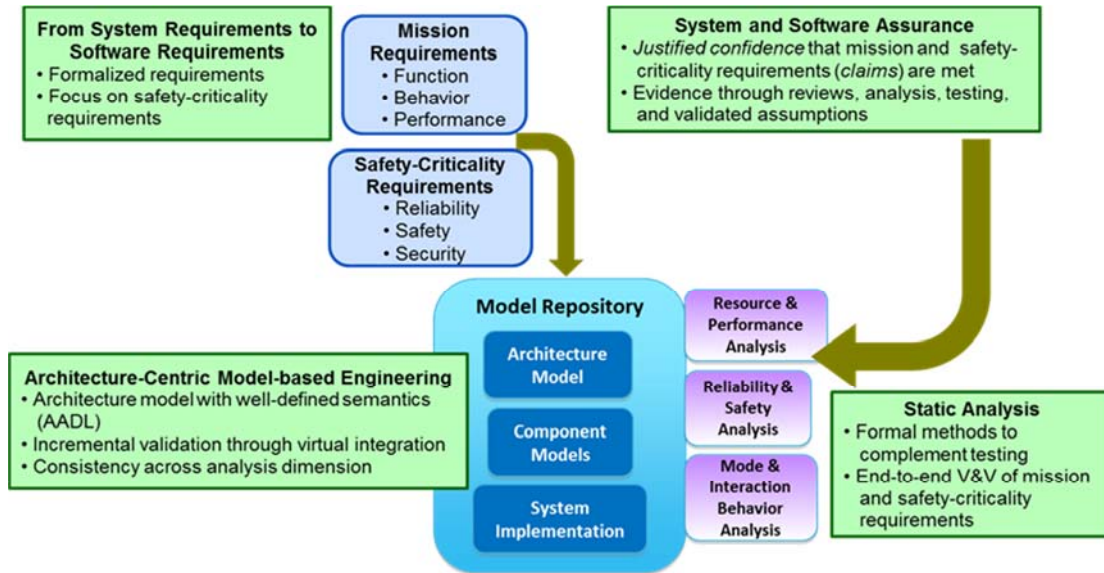 From System Requirements to
Software Requirements
• Formalized requirements
• Focus on safety-criticality
requirements
Mission
Requirements
• Function
• Behavior
• Performance
Safety-Criticality
Requirements
• Reliability
• Safety
• Security
System and Software Assurance
• Justified confidence that mission and safety-
criticality requirements (claims) are met
• Evidence through reviews, analysis, testing,
and validated assumptions
Model Repository
Architecture
Model
Component
Models
System
Implementation
Resource &
Performance
Analysis
Reliability &
Safety
Analysis
Mode &
Interaction
Behavior
Analysis
Architecture-Centric Model-based Engineering
• Architecture model with well-defined semantics
(AADL)
• Incremental validation through virtual integration
• Consistency across analysis dimension
Static Analysis
• Formal methods to
complement testing
• End-to-end V&V of mission
and safety-criticality
requirements